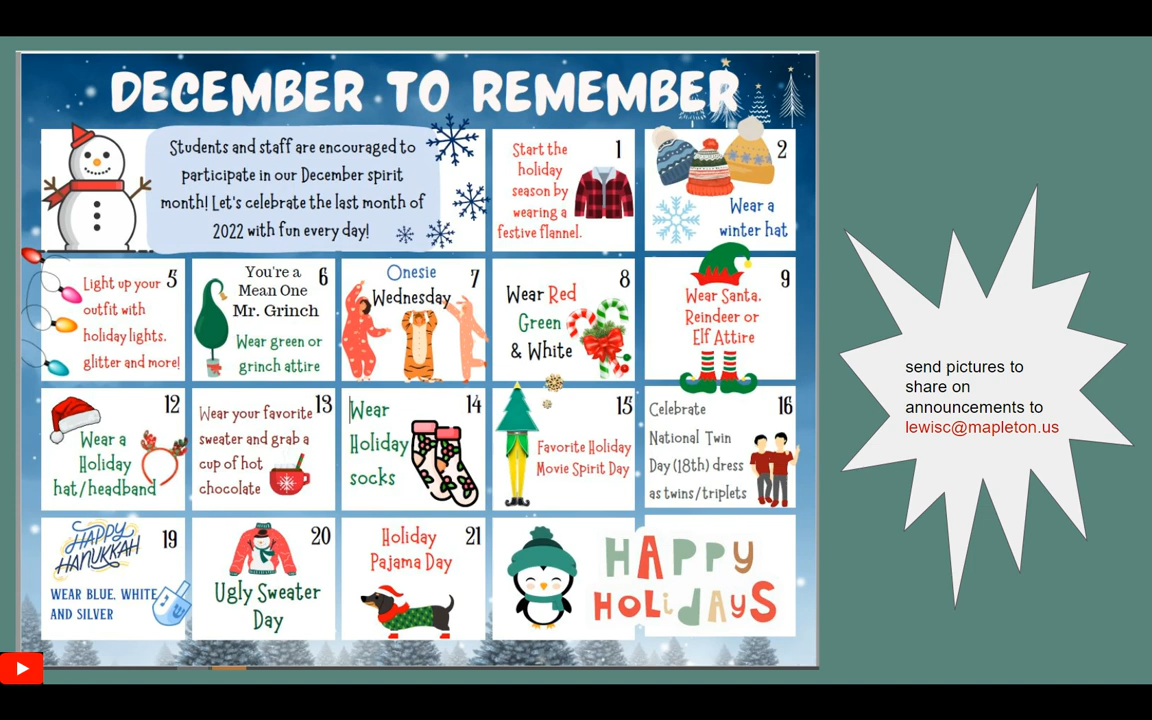 DECEMBER TO REMEMBER
Students and staff are encouraged to
participate in our December spirit
month! Let's celebrate the last month of
2022 with fun every day!
1
Start the
holiday
season by
wearing a
festive flannel.
2
Wear a
winter hat
5
Light up your
outfit with
holiday lights,
glitter and more!
6
You're a
Mean One
Mr. Grinch
Wear green or
grinch attire
7
Onesie
Wednesday
8
Wear Red
Green
& White
9
Wear Santa,
Reindeer or
Elf Attire
12
Wear a
Holiday
hat/headband
13
Wear your favorite
sweater and grab a
cup of hot
chocolate
14
Wear
Holiday
socks
15
Favorite Holiday
Movie Spirit Day
16
Celebrate
National Twin
Day (18th) dress
as twins/triplets
19
HAPPY
HANUKKAH
WEAR BLUE, WHITE
AND SILVER
20
Ugly Sweater
Day
21
Holiday
Pajama Day
HAPPY
HOLidAyS
send pictures to
share on
announcements to
lewisc@mapleton.us